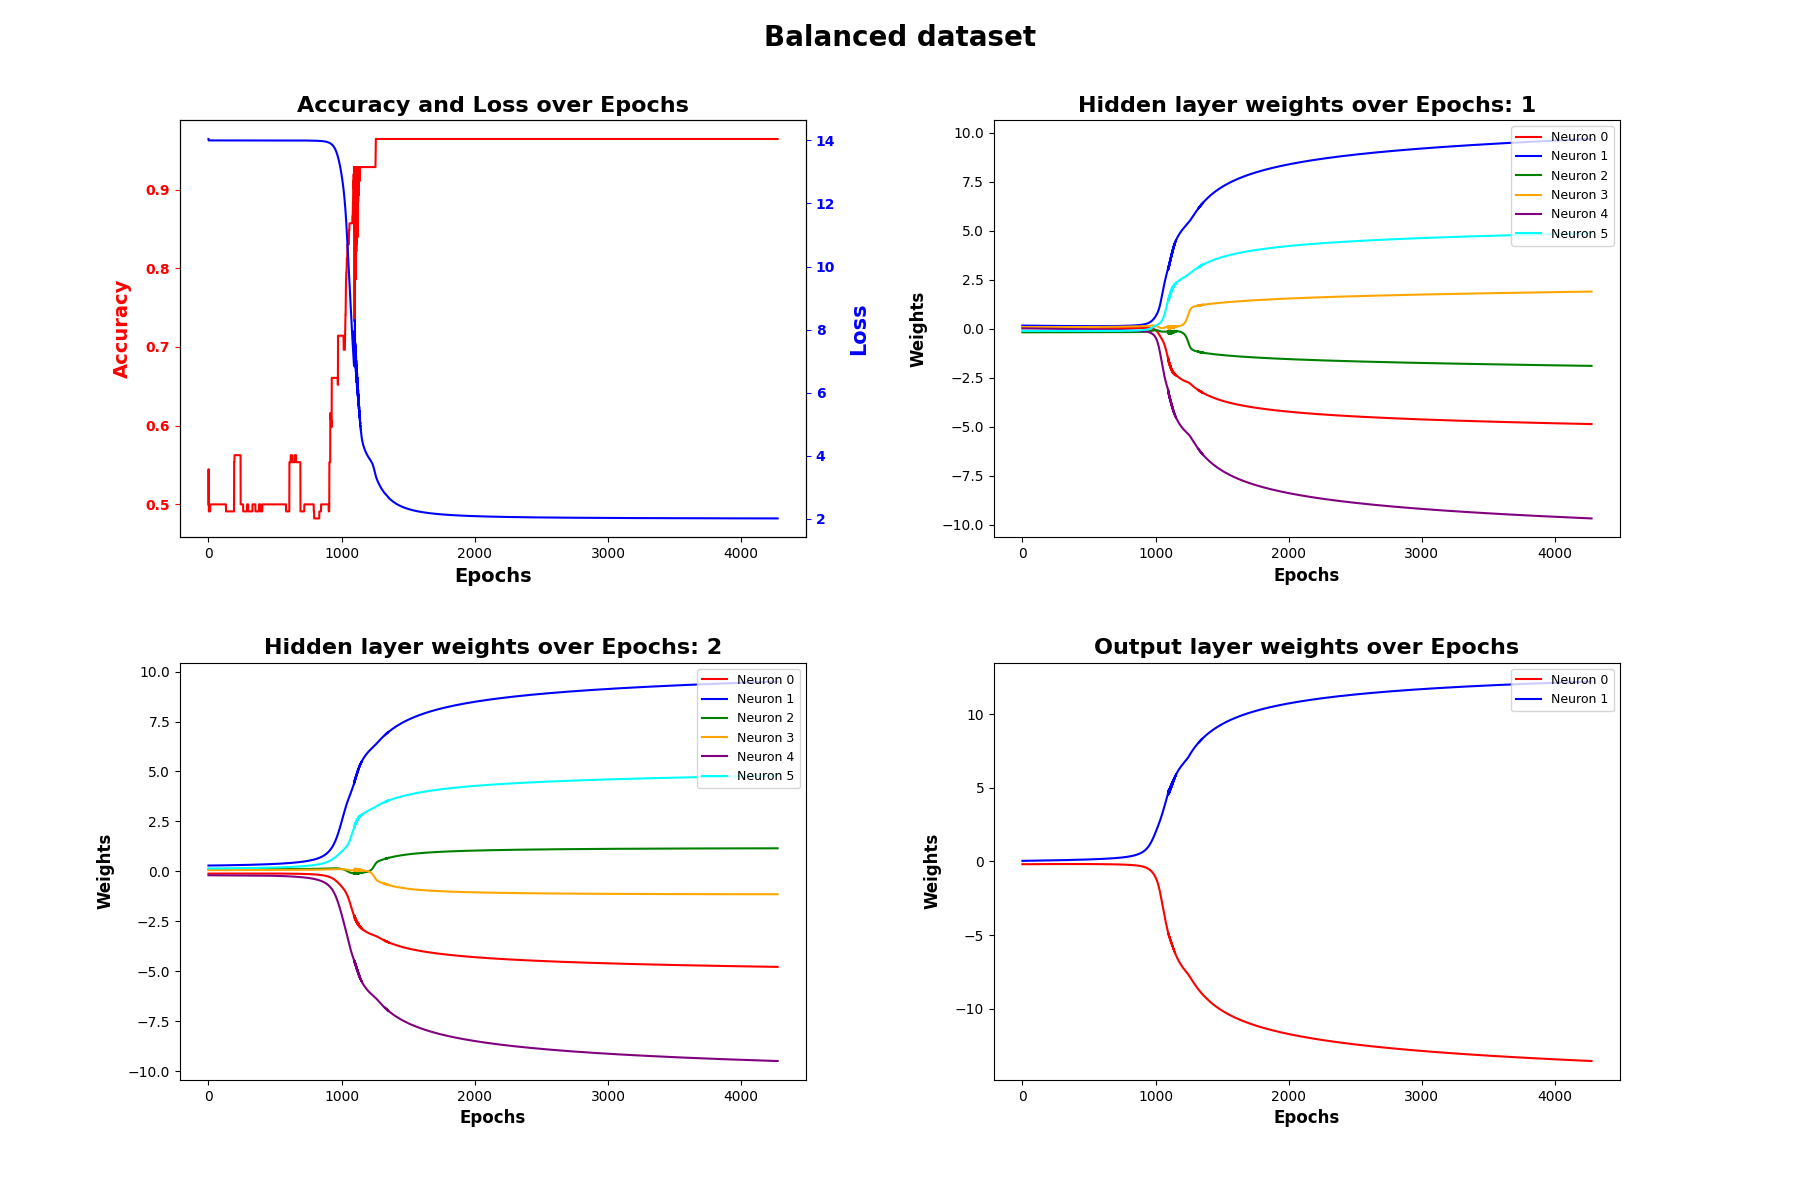 Balanced dataset
Accuracy and Loss over Epochs
0.9
0.8
0.7
0.6
0.5
Accuracy
14
12
10
8
6
4
2
Loss
0
1000
2000
3000
4000
Epochs
Hidden layer weights over Epochs: 1
10.0
7.5
5.0
2.5
0.0
−2.5
−5.0
−7.5
−10.0
Weights
Neuron 0
Neuron 1
Neuron 2
Neuron 3
Neuron 4
Neuron 5
0
1000
2000
3000
4000
Epochs
Hidden layer weights over Epochs: 2
10.0
7.5
5.0
2.5
0.0
−2.5
−5.0
−7.5
−10.0
Weights
Neuron 0
Neuron 1
Neuron 2
Neuron 3
Neuron 4
Neuron 5
0
1000
2000
3000
4000
Epochs
Output layer weights over Epochs
10
5
0
−5
−10
Weights
Neuron 0
Neuron 1
0
1000
2000
3000
4000
Epochs